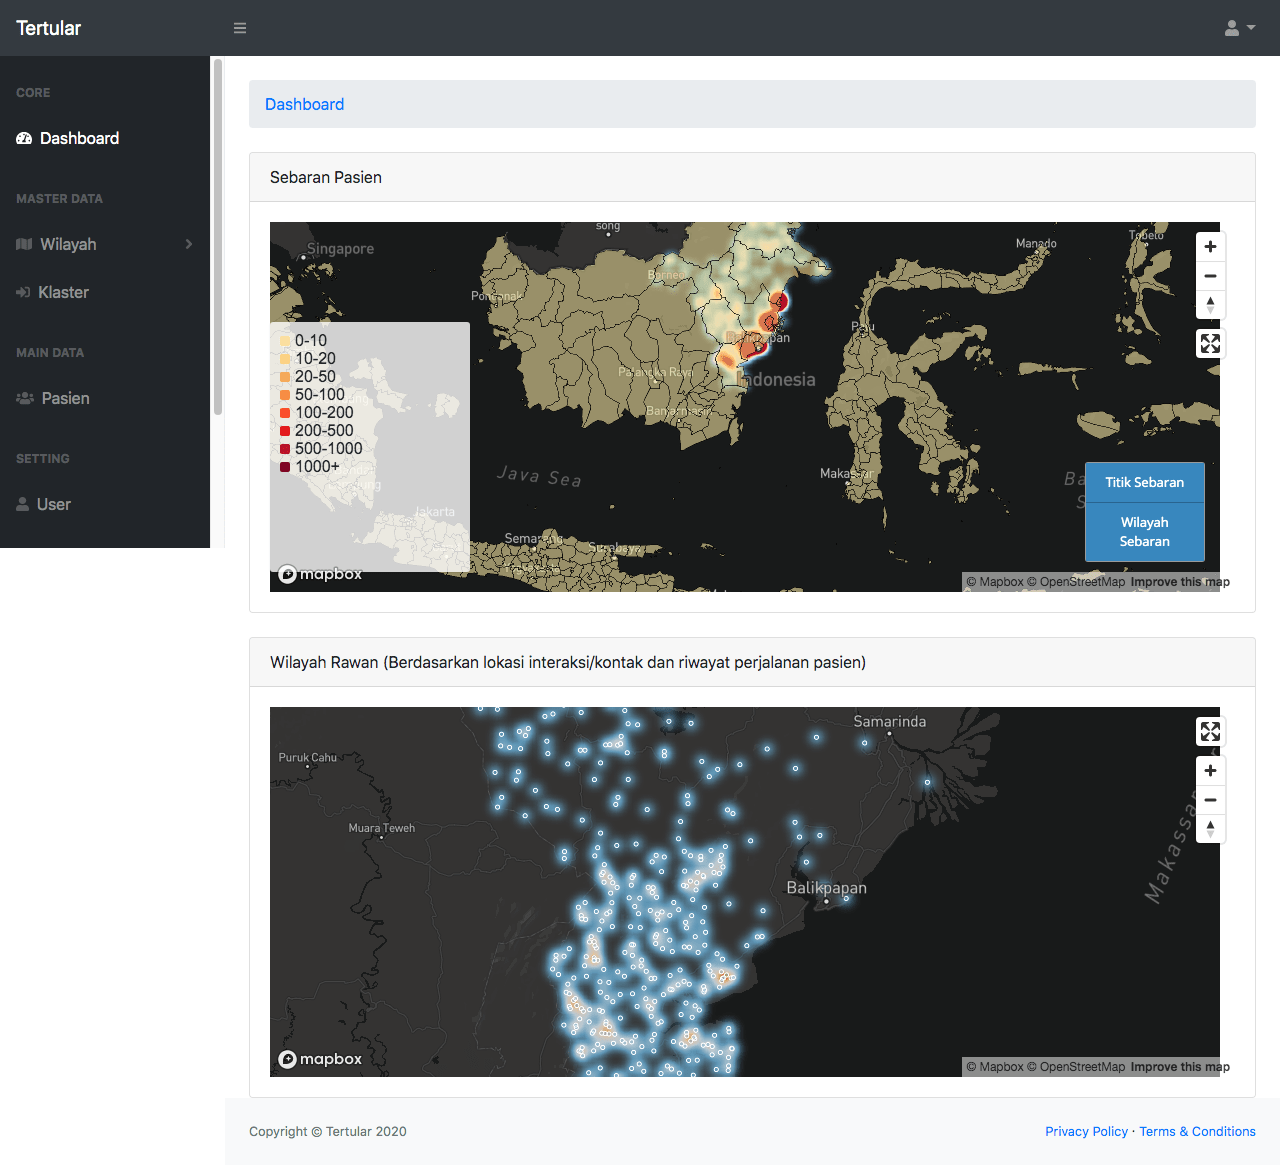 Tertular
CORE
Dashboard
MASTER DATA
Wilayah
Klaster
MAIN DATA
Pasien
SETTING
User
Dashboard
Sebaran Pasien
song
Singapore
Manado
Tobelo
Borneo
Pontianak
Palu
Balikpapan
Palangka Raya
Indonesia
Banjarmasin
0-10
10-20
20-50
50-100
100-200
200-500
500-1000
1000+
Java Sea
Makassar
Ba
S
Jakarta
Semarang
Surabaya
Titik Sebaran
Wilayah
Sebaran
mapbox
© Mapbox © OpenStreetMap Improve this map
Wilayah Rawan (Berdasarkan lokasi interaksi/kontak dan riwayat perjalanan pasien)
Samarinda
Puruk Cahu
Muara Teweh
Balikpapan
Makassar
mapbox
© Mapbox © OpenStreetMap Improve this map
Copyright © Tertular 2020
Privacy Policy · Terms & Conditions